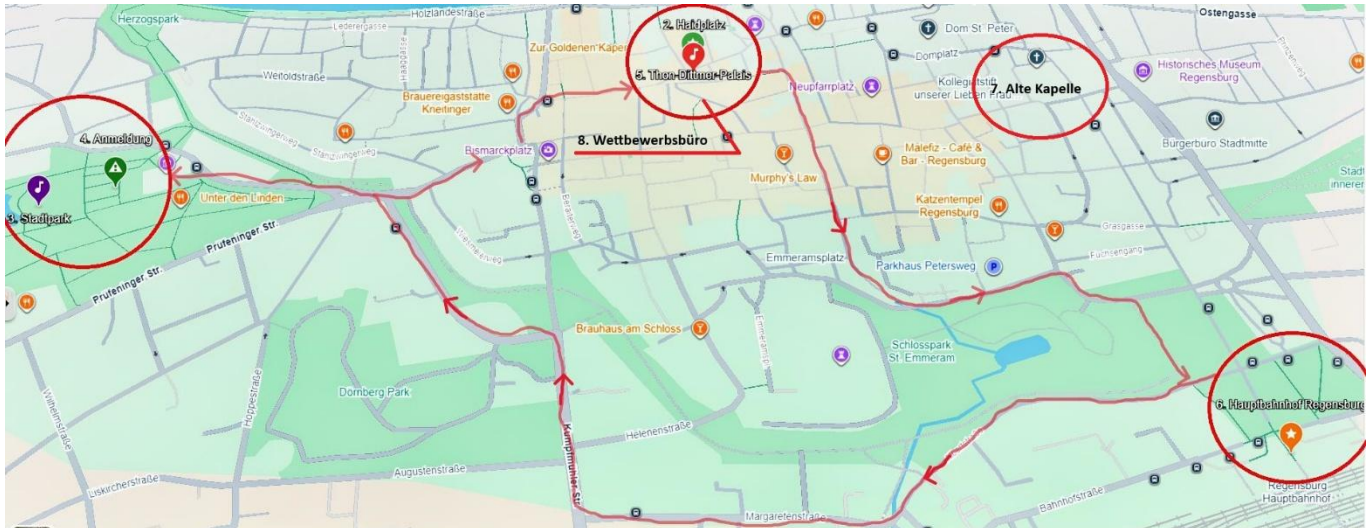 Herzogspark
Holzländestraße
Ostengasse
Lederergasse
2. Haidplatz
Dom St. Peter
Zur Goldenen
Domplatz
Weitoldstraße
5. Thon-Dittmer-Palais
Kollegiatstift
unserer Lieben Frau
7. Alte Kapelle
Historisches Museum
Regensburg
Neupfarrplatz
Brauereigaststätte
Kneitinger
4. Anmeldung
8. Wettbewerbsbüro
Bismarckplatz
Bürgerbüro Stadtmitte
Malefiz - Café &
Bar - Regensburg
Murphy's Law
Unter den Linden
3. Stadtpark
Katzentempel
Regensburg
Prüfeninger Str.
Grasgasse
Fuchsengang
Emmeramsplatz
Parkhaus Petersweg
Prüfeninger Str.
Brauhaus am Schloss
Schlosspark
St. Emmeram
Dörnberg Park
Wilhelmstraße
Hoppestraße
6. Hauptbahnhof Regensburg
Helenenstraße
Kumpfmühler Str.
Augustenstraße
Liskircherstraße
Bahnhofstraße
Regensburg
Hauptbahnhof
Margaretenstraße